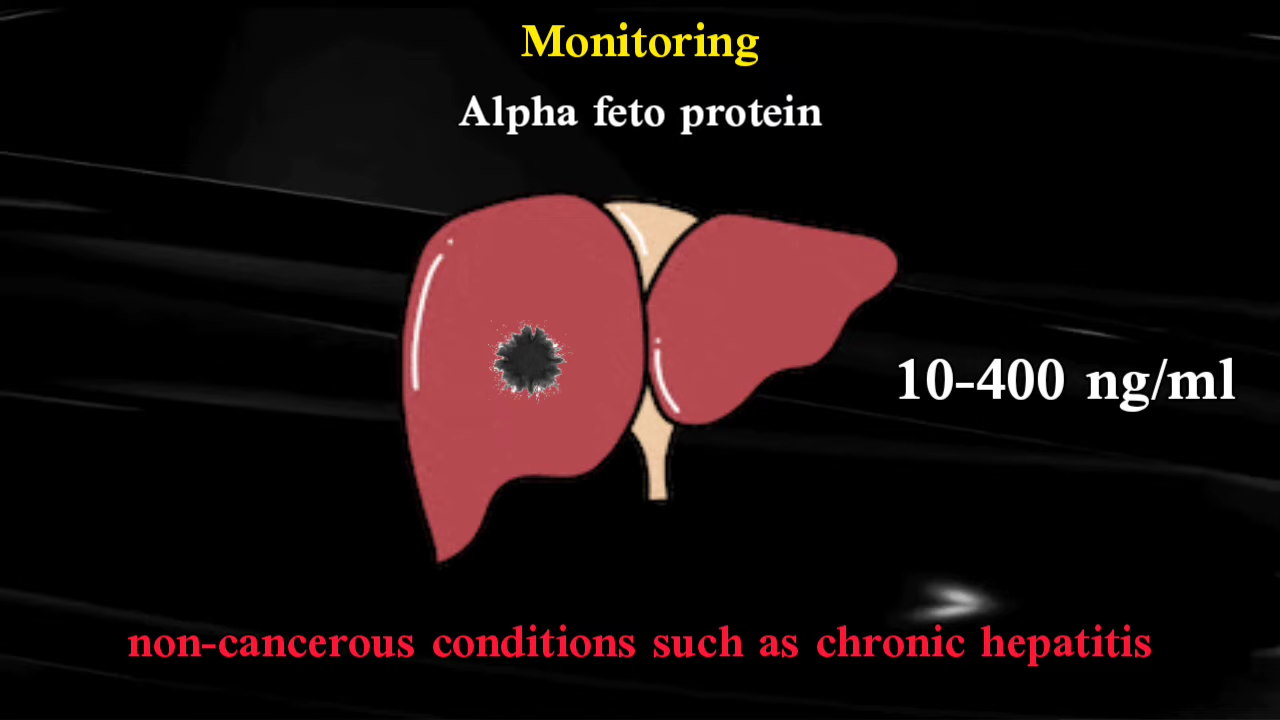 Monitoring
Alpha feto protein
10-400 ng/ml
non-cancerous conditions such as chronic hepatitis